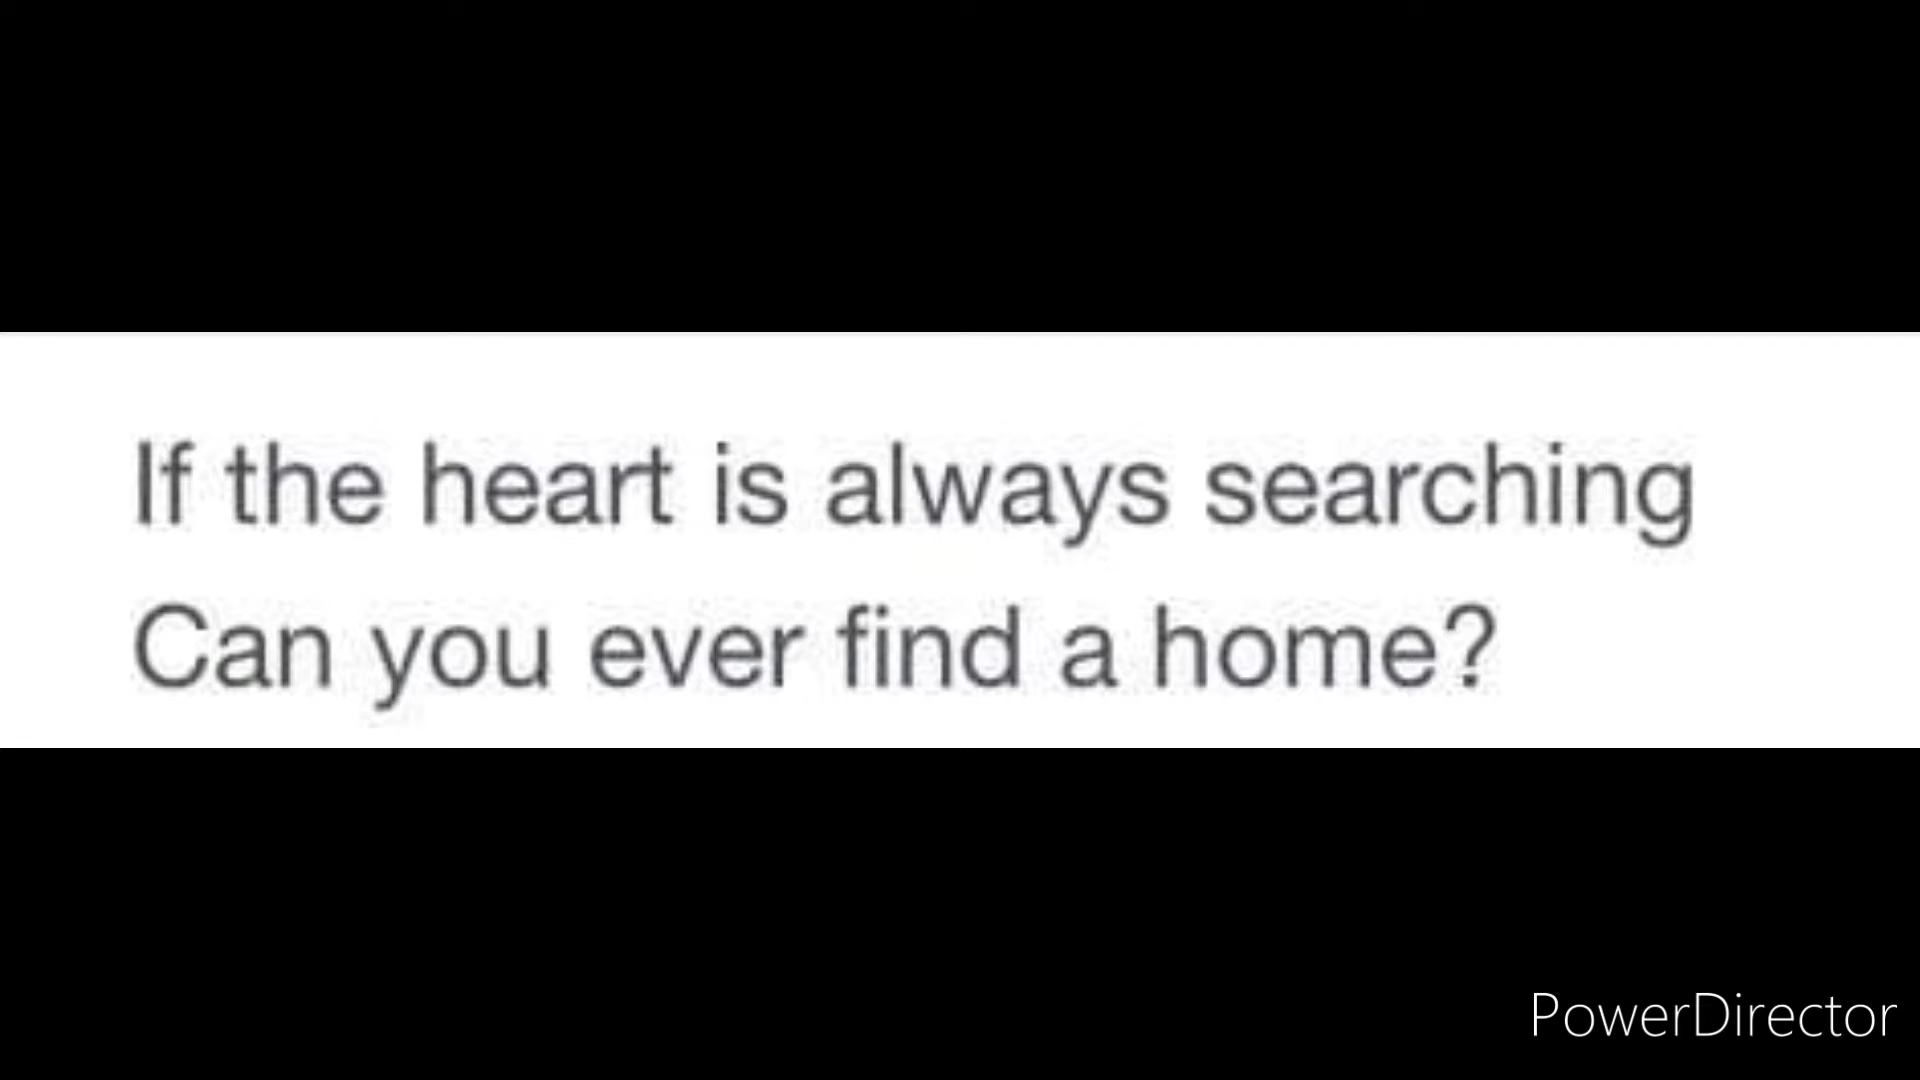 If the heart is always searching
Can you ever find a home?
PowerDirector